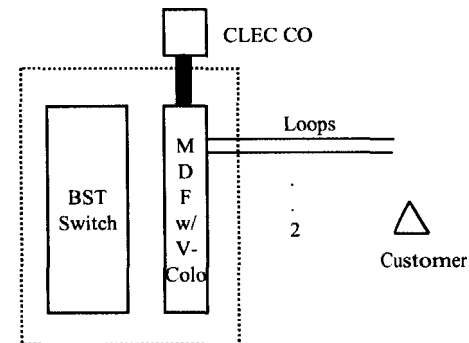 CLEC CO
Loops
M
D
F
w/
V-
Colo
BST
Switch
.
.
2
Customer